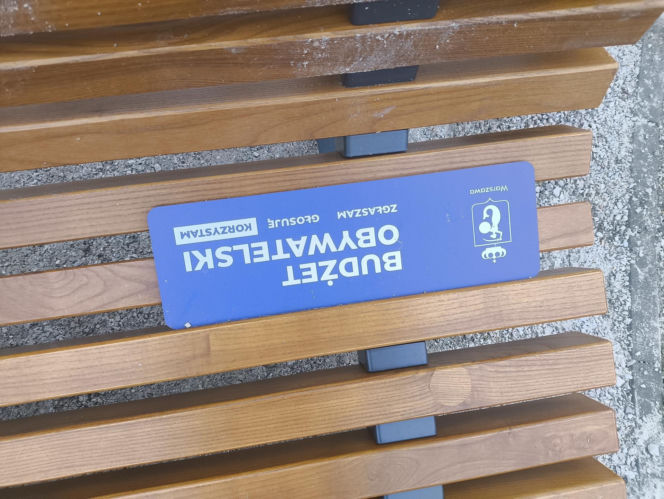 Warszawa
BUDŻET
OBYWATELSKI
ZGŁASZAM GŁOSUJĘ KORZYSTAM